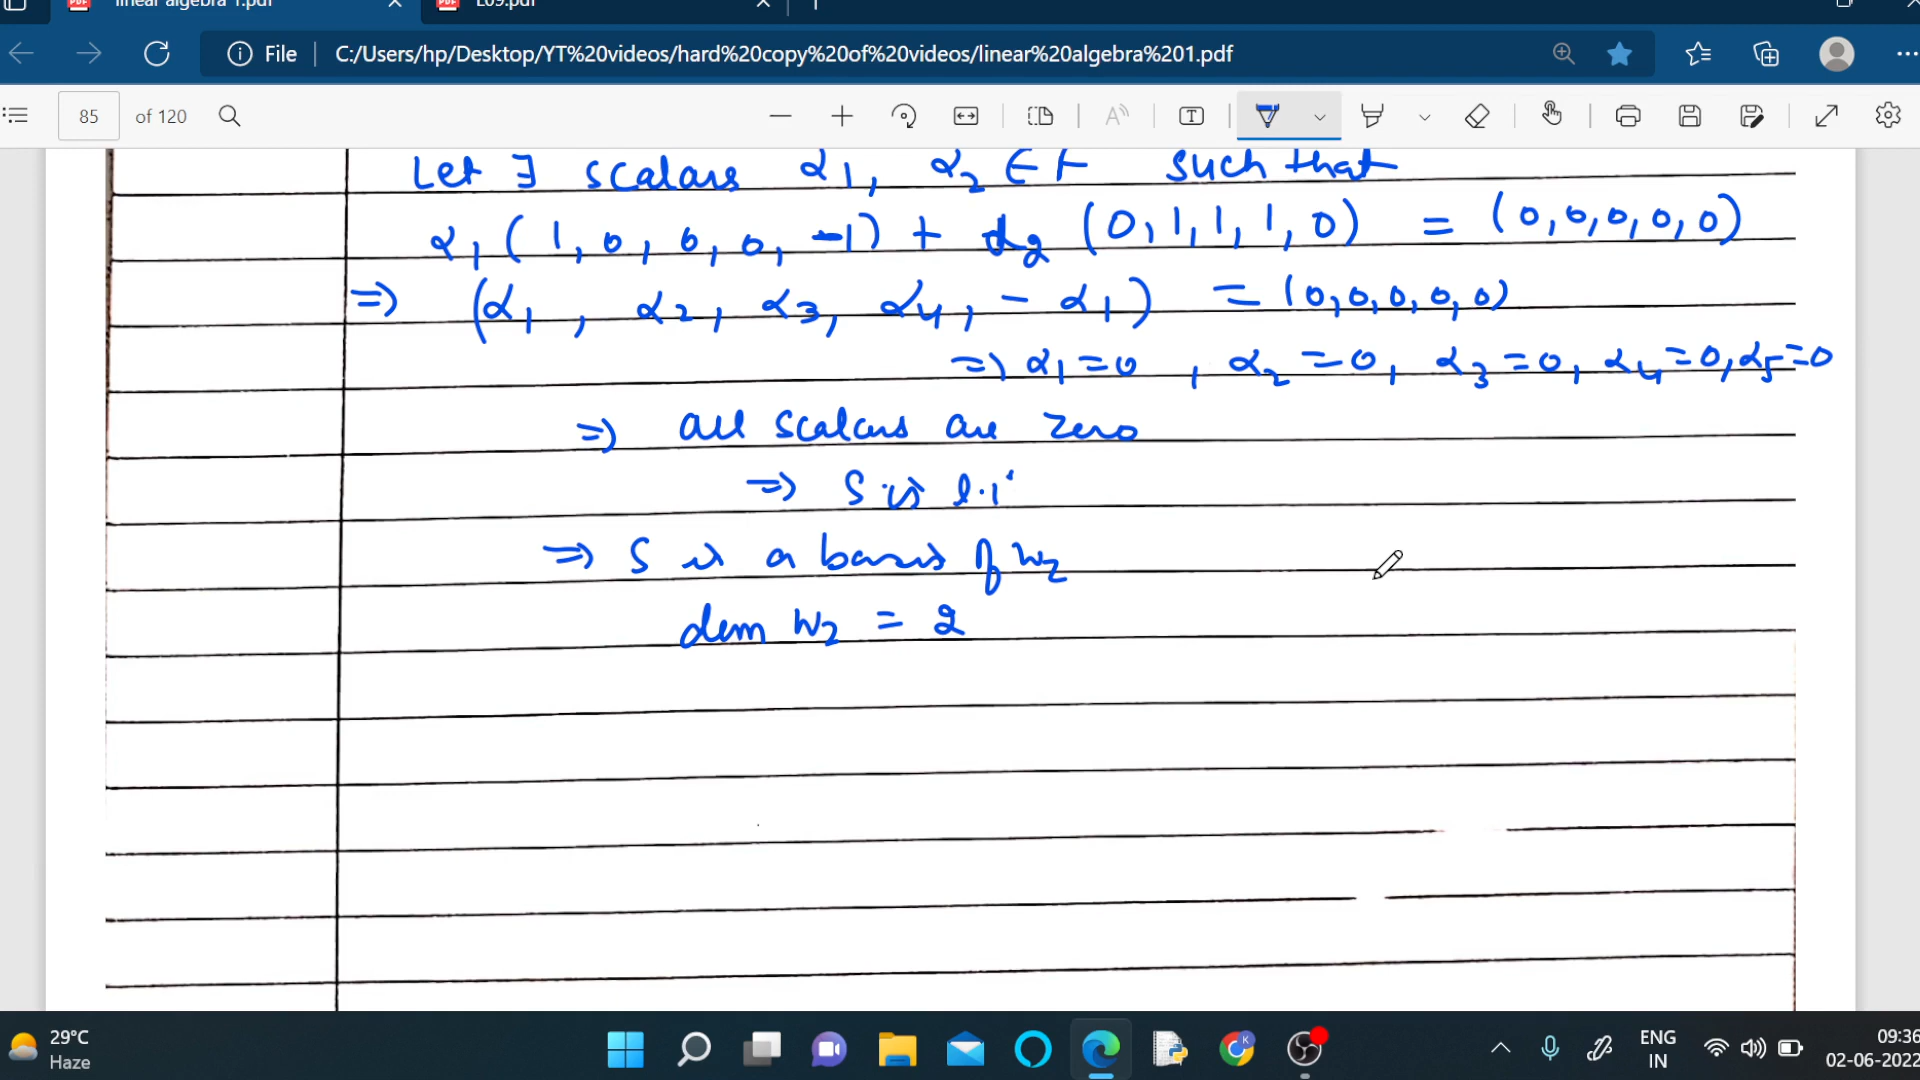 linear algebra 1.pdf
L09.pdf
File
C:/Users/hp/Desktop/YT%20videos/hard%20copy%20of%20videos/linear%20algebra%201.pdf
85 of 120
Let ∃ scalars α1, α2 ∈ F such that
α1 (1, 0, 0, 0, -1) + α2 (0, 1, 1, 1, 0) = (0, 0, 0, 0, 0)
=> (α1, α2, α3, α4, - α1) = (0, 0, 0, 0, 0)
=> α1 = 0, α2 = 0, α3 = 0, α4 = 0, α5 = 0
=> all scalars are zero
=> S is l.i
=> S is a basis of W2
dim W2 = 2
29°C
Haze
ENG
IN
09:36
02-06-2022